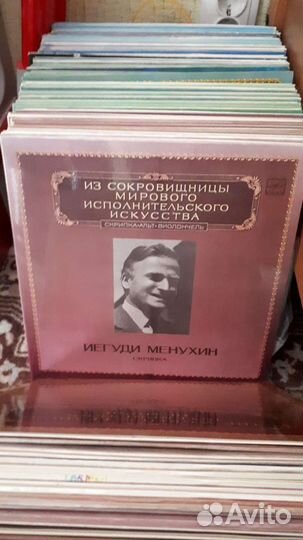 ИЗ СОКРОВИЩНИЦЫ
МИРОВОГО
ИСПОЛНИТЕЛЬСКОГО
ИСКУССТВА
СКРИПКА•АЛЬТ•ВИОЛОНЧЕЛЬ
ИЕГУДИ МЕНУХИН
СКРИПКА
Avito